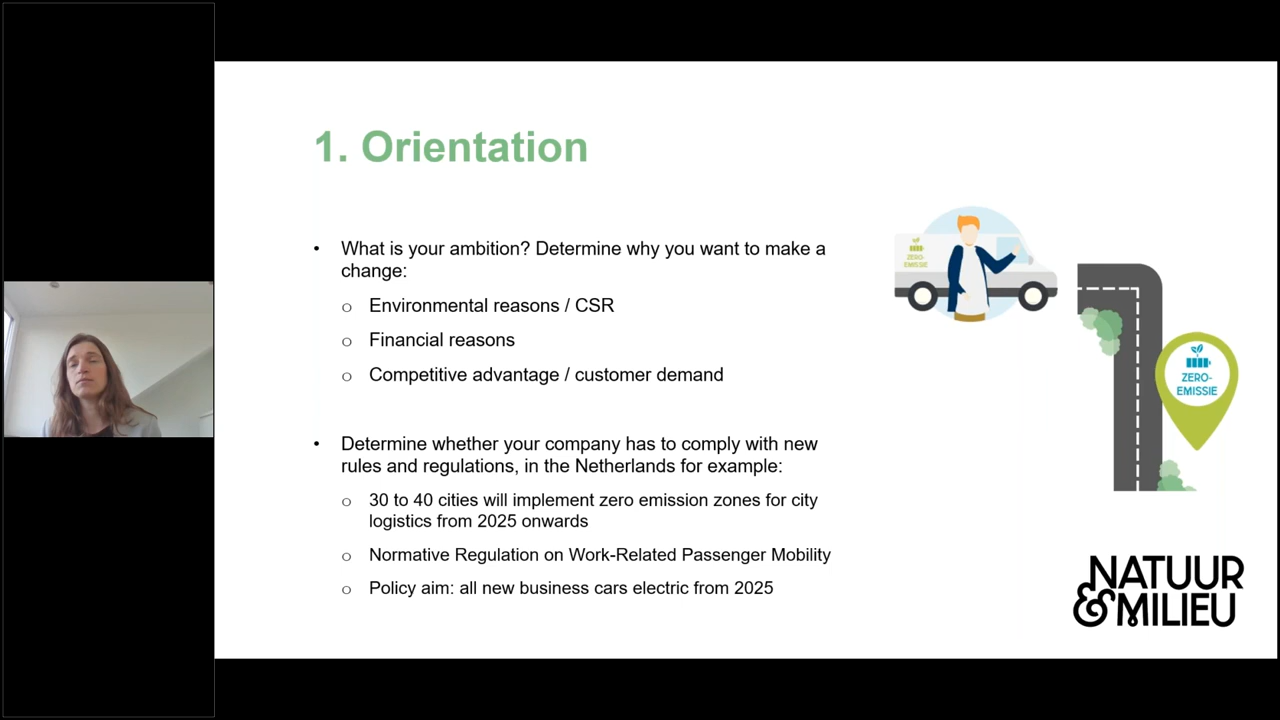 1. Orientation
• What is your ambition? Determine why you want to make a
change:
o Environmental reasons / CSR
o Financial reasons
o Competitive advantage / customer demand
• Determine whether your company has to comply with new
rules and regulations, in the Netherlands for example:
o 30 to 40 cities will implement zero emission zones for city
logistics from 2025 onwards
o Normative Regulation on Work-Related Passenger Mobility
o Policy aim: all new business cars electric from 2025
ZERO-
EMISSIE
ZERO-
EMISSIE
NATUUR
&MILIEU